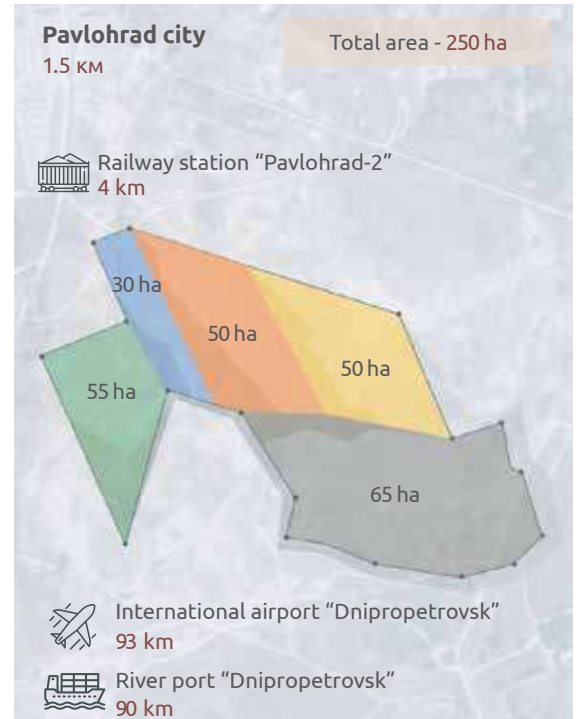 Pavlohrad city
1.5 км
Total area - 250 ha
Railway station “Pavlohrad-2”
4 km
30 ha
50 ha
50 ha
55 ha
65 ha
International airport “Dnipropetrovsk”
93 km
River port “Dnipropetrovsk”
90 km